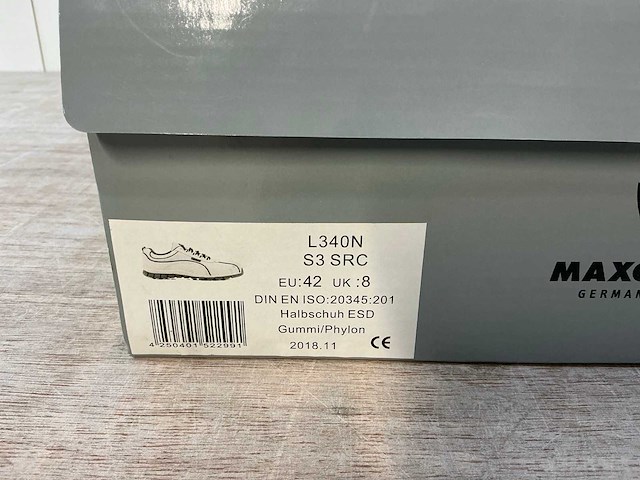 L340N
S3 SRC
EU:42 UK :8
DIN EN ISO:20345:201
Halbschuh ESD
Gummi/Phylon
2018.11 CE
4 250401 522991
GERMAN